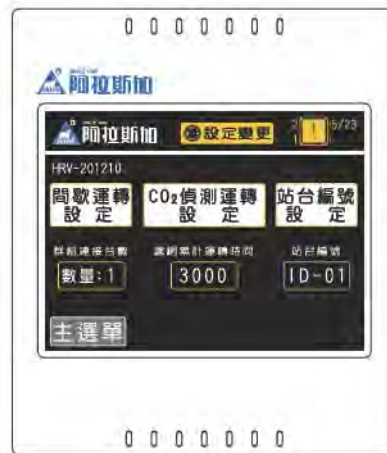 阿拉斯加
阿拉斯加 設定變更 ! 5/23
HRV-201210
間歇運轉 設定
CO₂偵測運轉 設定
站台編號 設定
群組連接台數 濾網累計運轉時間 站台編號
數量:1 3000 ID-01
主選單